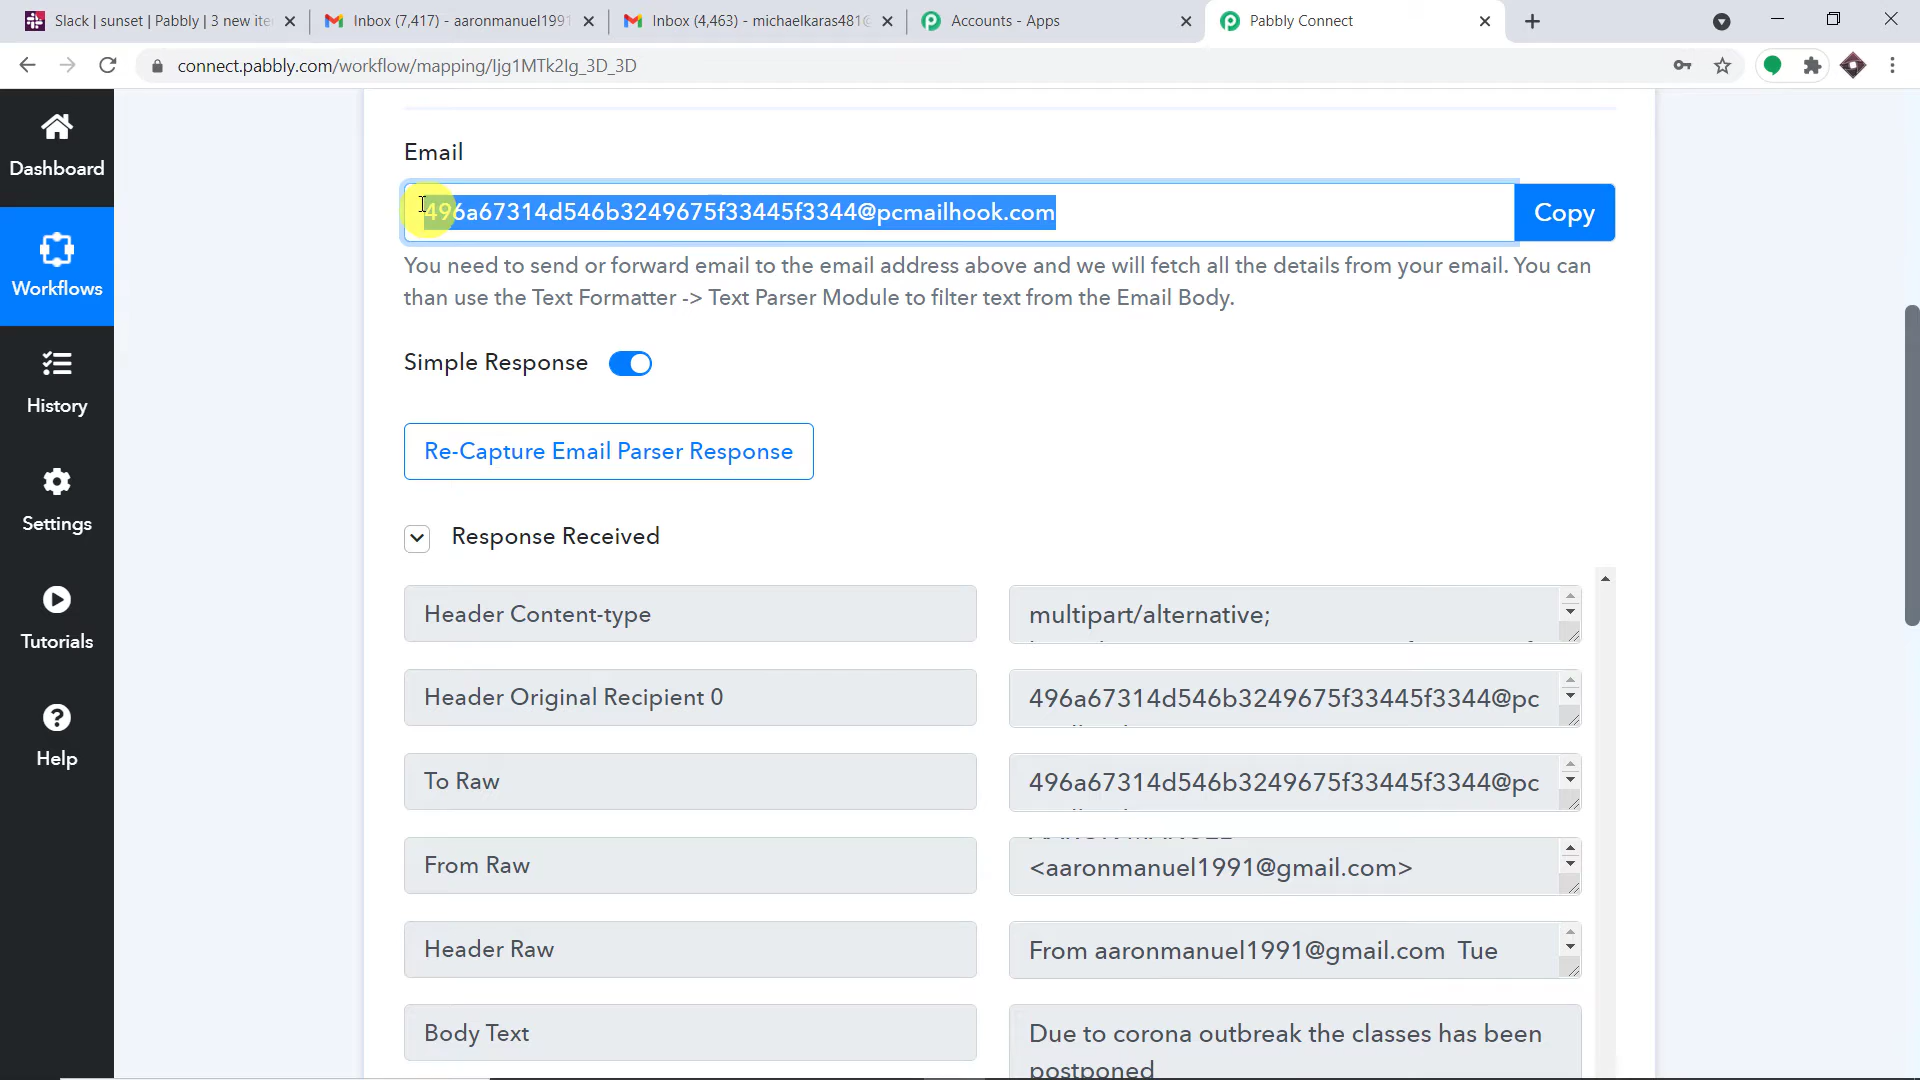 Slack | sunset | Pabbly | 3 new ite
Inbox (7,417) - aaronmanuel1991
Inbox (4,463) - michaelkaras481@
Accounts - Apps
Pabbly Connect
connect.pabbly.com/workflow/mapping/Ijg1MTk2Ig_3D_3D
Dashboard
Workflows
History
Settings
Tutorials
Help
Email
496a67314d546b3249675f33445f3344@pcmailhook.com
Copy
You need to send or forward email to the email address above and we will fetch all the details from your email. You can
than use the Text Formatter -> Text Parser Module to filter text from the Email Body.
Simple Response
Re-Capture Email Parser Response
Response Received
Header Content-type
multipart/alternative;
Header Original Recipient 0
496a67314d546b3249675f33445f3344@pc
To Raw
496a67314d546b3249675f33445f3344@pc
From Raw
<aaronmanuel1991@gmail.com>
Header Raw
From aaronmanuel1991@gmail.com Tue
Body Text
Due to corona outbreak the classes has been
postponed